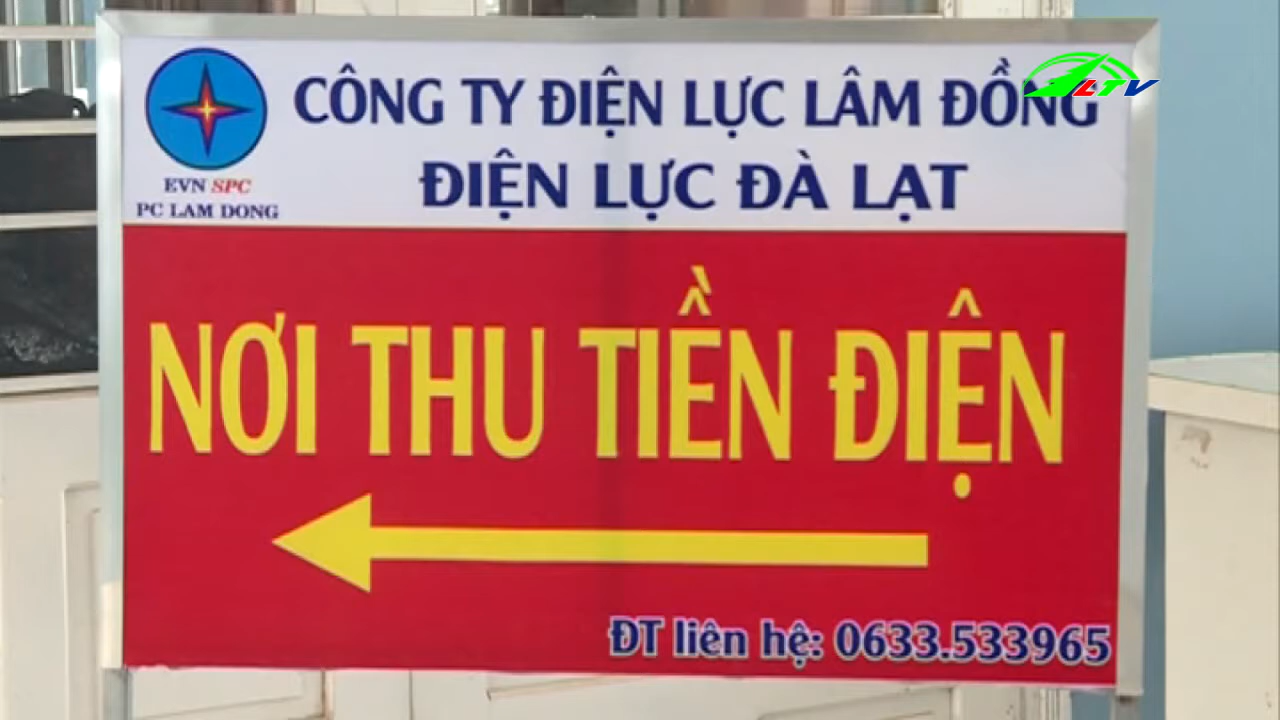 LTV
CÔNG TY ĐIỆN LỰC LÂM ĐỒNG
ĐIỆN LỰC ĐÀ LẠT
EVN SPC
PC LAM DONG
NƠI THU TIỀN ĐIỆN
ĐT liên hệ: 0633.533965